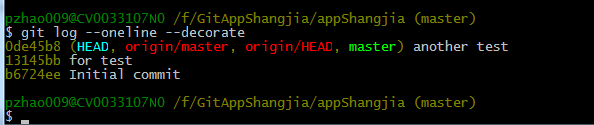 pzhao009@CV0033107N0 /f/GitAppShangjia/appShangjia (master)
$ git log --oneline --decorate
0de45b8 (HEAD, origin/master, origin/HEAD, master) another test
13145bb for test
b6724ee Initial commit
pzhao009@CV0033107N0 /f/GitAppShangjia/appShangjia (master)
$